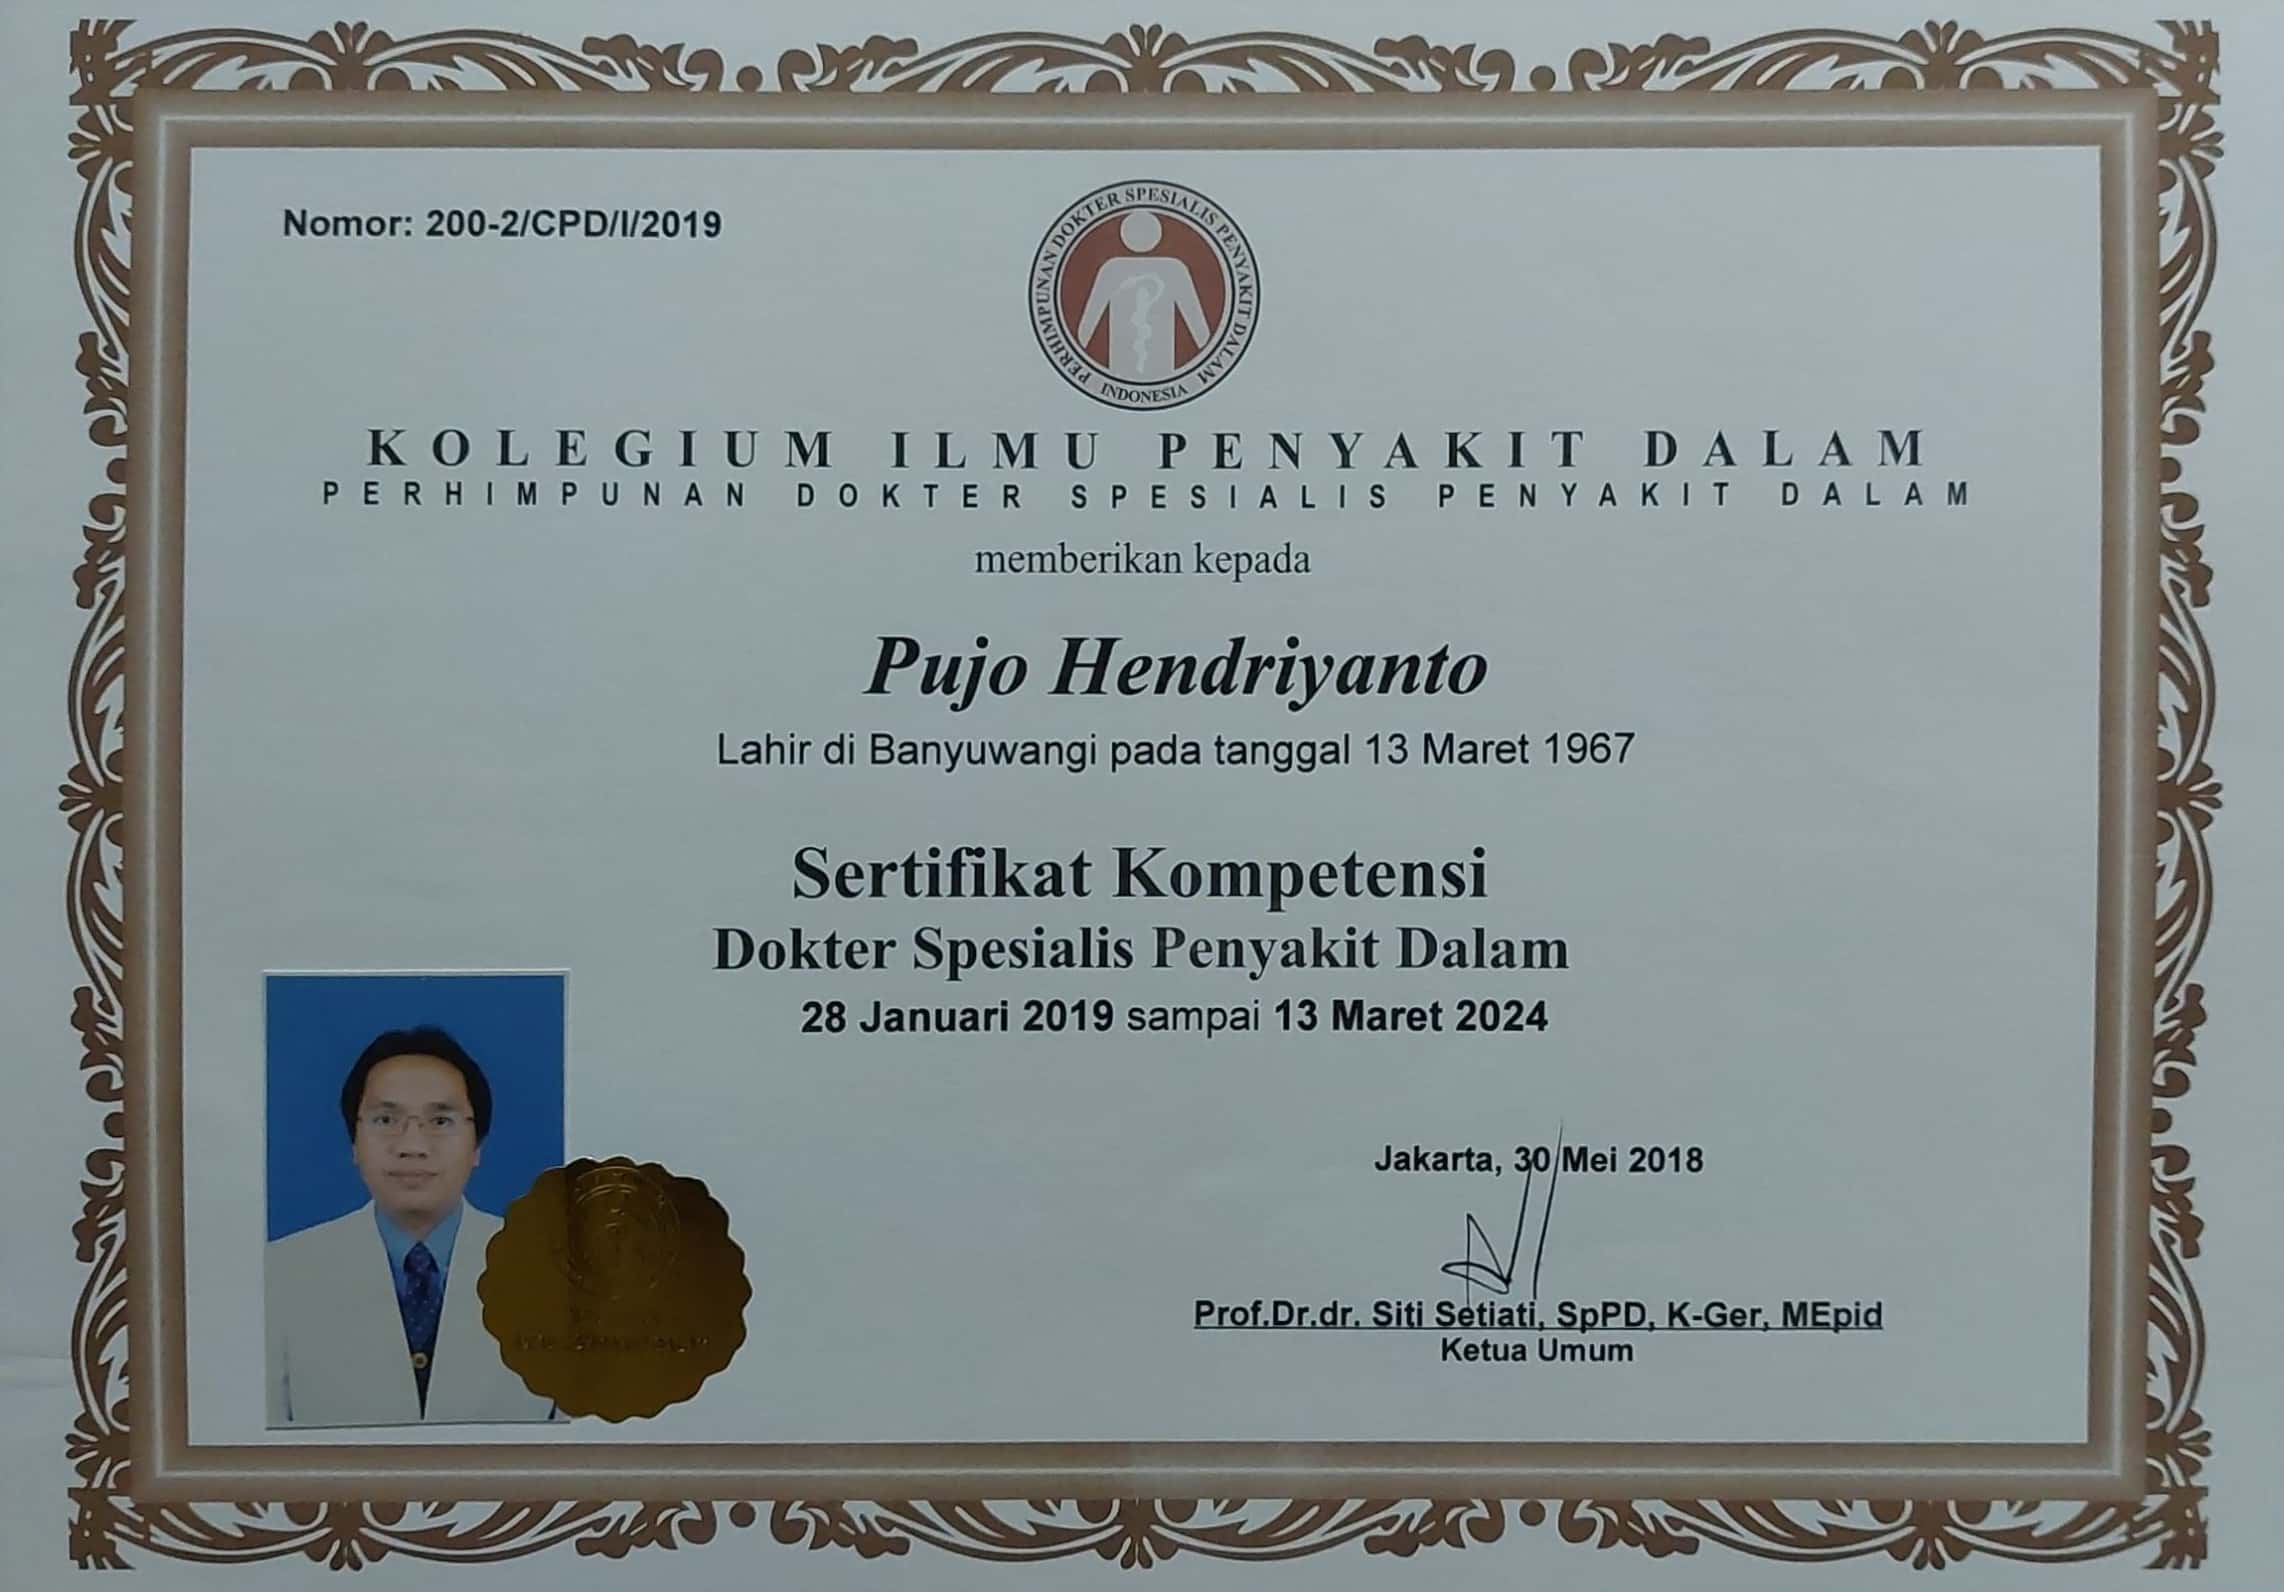 Nomor: 200-2/CPD/I/2019
PERHIMPUNAN DOKTER SPESIALIS PENYAKIT DALAM
INDONESIA
KOLEGIUM ILMU PENYAKIT DALAM
PERHIMPUNAN DOKTER SPESIALIS PENYAKIT DALAM
memberikan kepada
Pujo Hendriyanto
Lahir di Banyuwangi pada tanggal 13 Maret 1967
Sertifikat Kompetensi
Dokter Spesialis Penyakit Dalam
28 Januari 2019 sampai 13 Maret 2024
Jakarta, 30 Mei 2018
Prof.Dr.dr. Siti Setiati, SpPD, K-Ger, MEpid
Ketua Umum